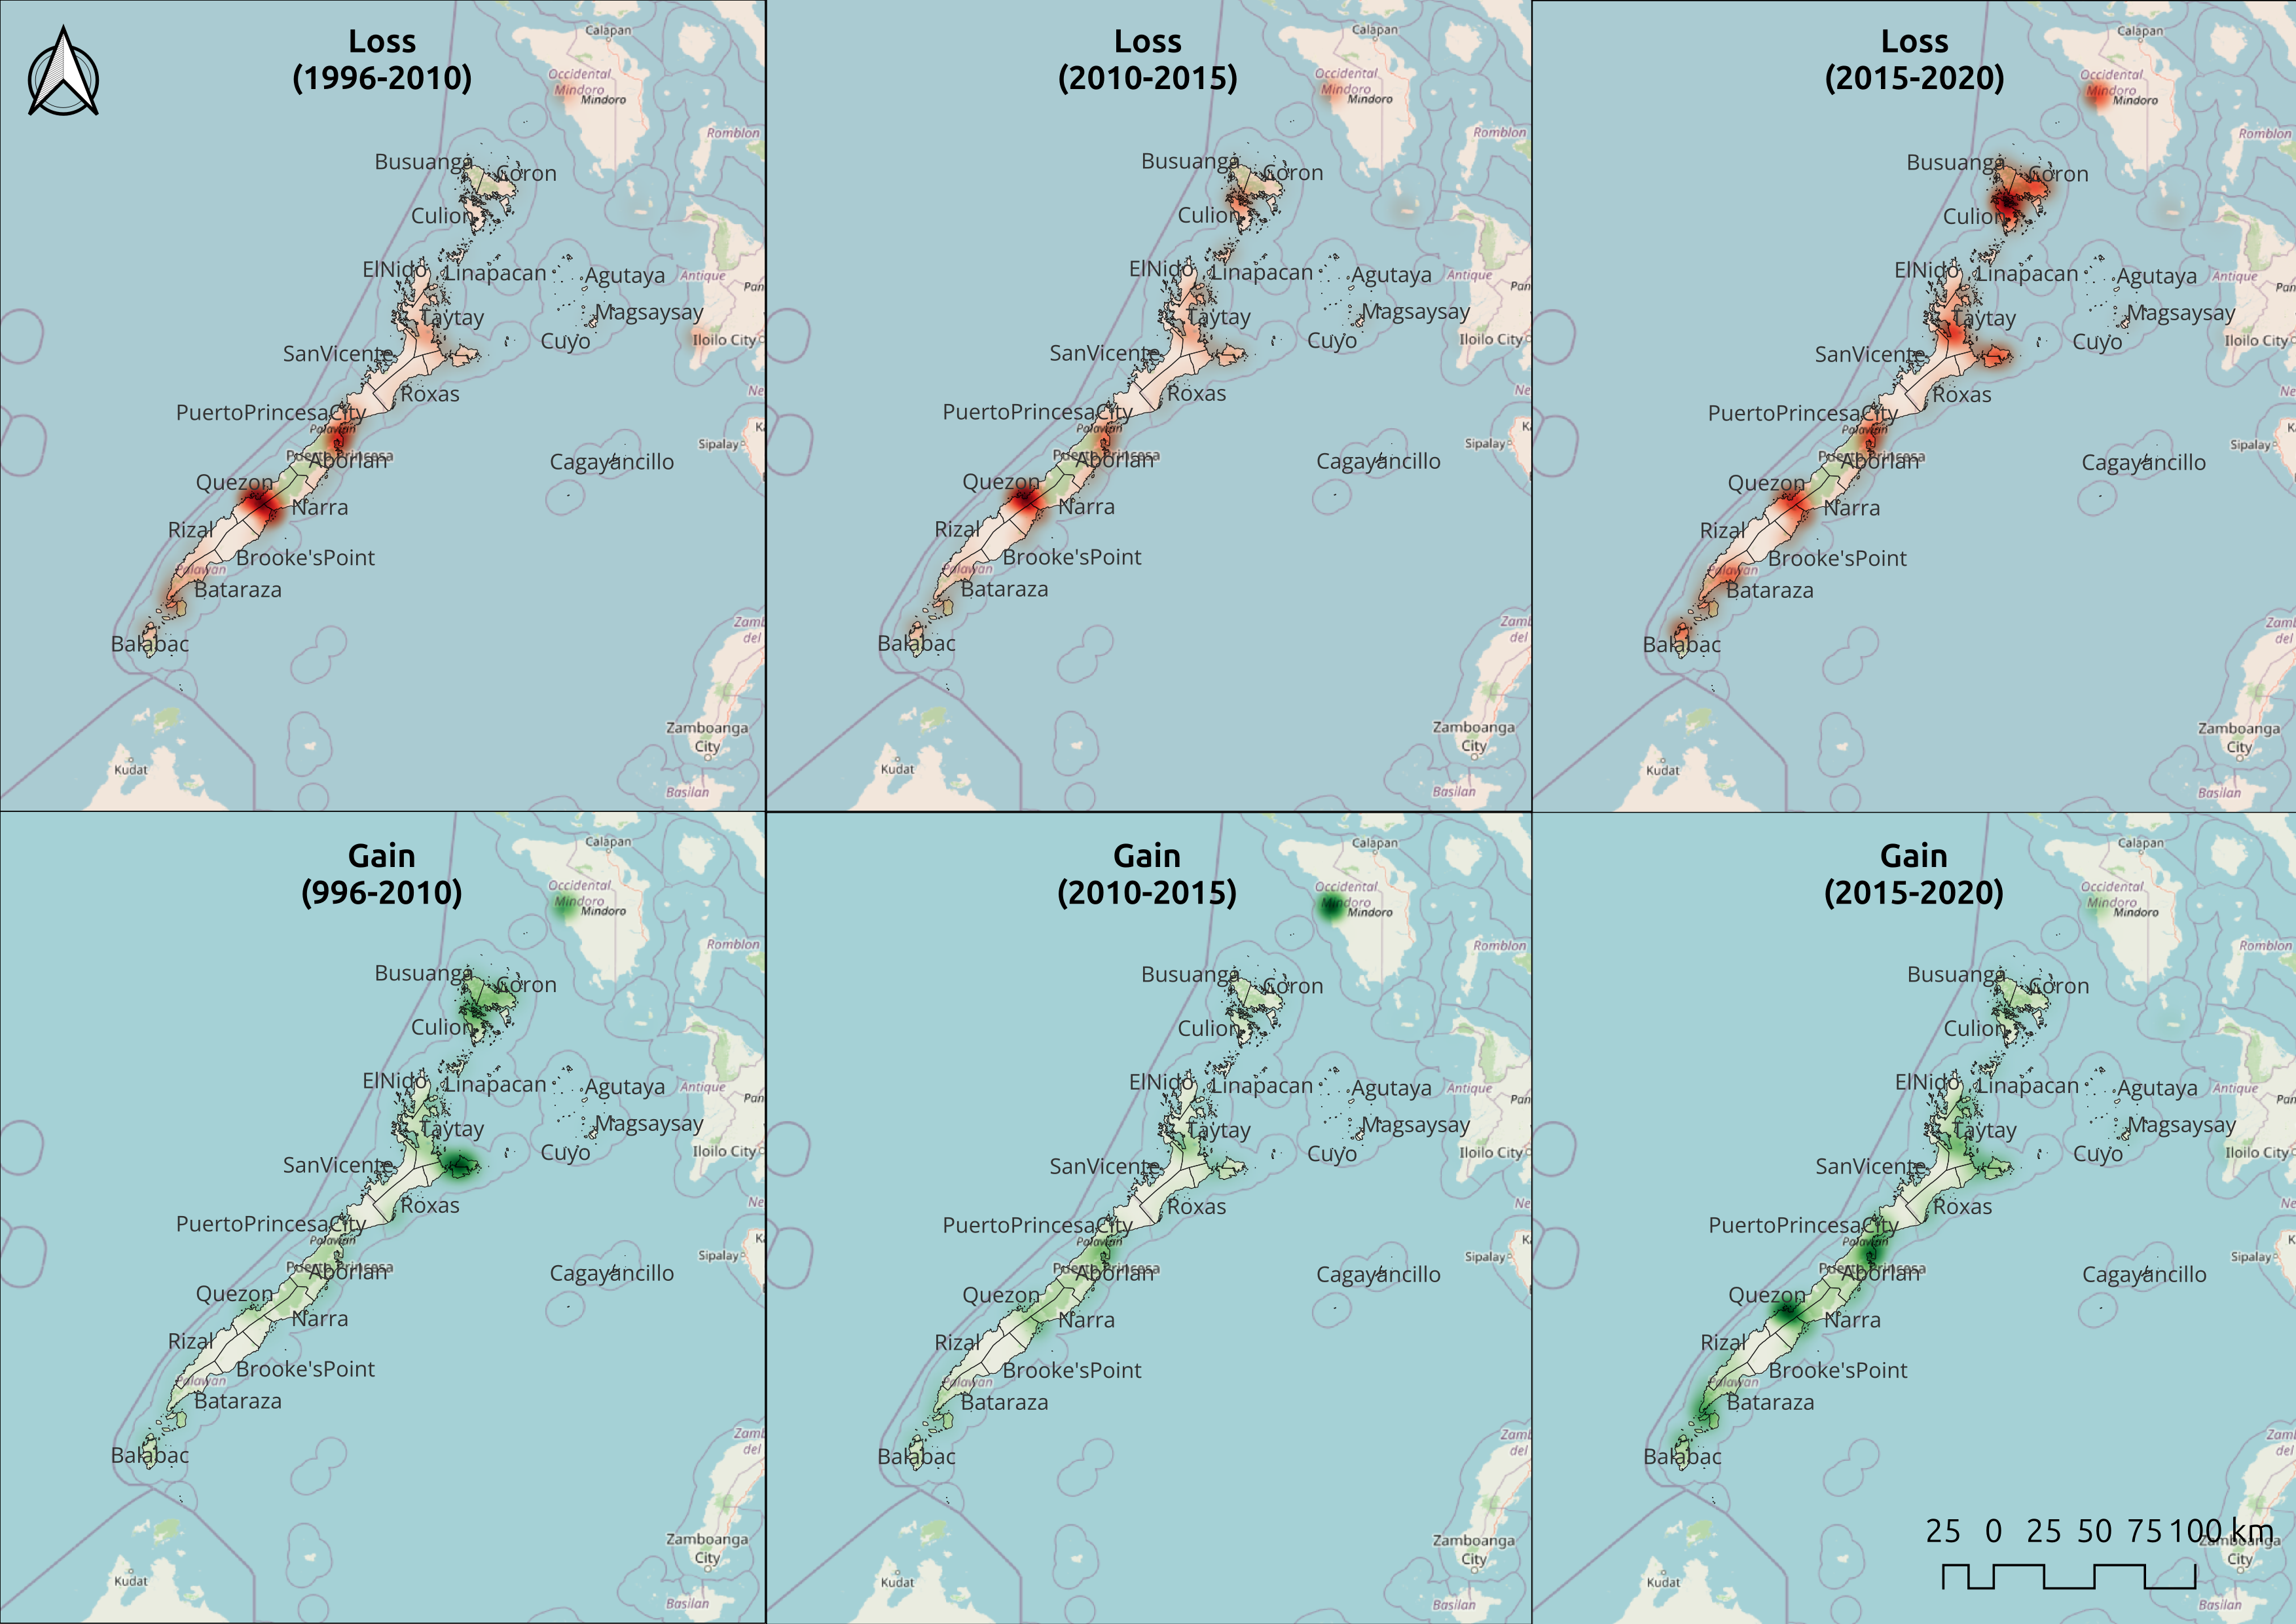 Loss
(1996-2010)
Calapan
Occidental
Mindoro
Mindoro
Romblon
Busuanga
Coron
Culion
ElNido
Linapacan
Agutaya
Antique
Pan
Taytay
Magsaysay
Cuyo
Iloilo City
SanVicente
Roxas
Ne
PuertoPrincesaCity
Palawan
Puerto Princesa
Aborlan
Sipalay
K
Cagayancillo
Quezon
Narra
Rizal
Brooke'sPoint
Palawan
Bataraza
Balabac
Zam
del
Zamboanga
City
Kudat
Basilan
Loss
(2010-2015)
Calapan
Occidental
Mindoro
Mindoro
Romblon
Busuanga
Coron
Culion
ElNido
Linapacan
Agutaya
Antique
Pan
Taytay
Magsaysay
Cuyo
Iloilo City
SanVicente
Roxas
Ne
PuertoPrincesaCity
Palawan
Puerto Princesa
Aborlan
Sipalay
K
Cagayancillo
Quezon
Narra
Rizal
Brooke'sPoint
Palawan
Bataraza
Balabac
Zam
del
Zamboanga
City
Kudat
Basilan
Loss
(2015-2020)
Calapan
Occidental
Mindoro
Mindoro
Romblon
Busuanga
Coron
Culion
ElNido
Linapacan
Agutaya
Antique
Pan
Taytay
Magsaysay
Cuyo
Iloilo City
SanVicente
Roxas
Ne
PuertoPrincesaCity
Palawan
Puerto Princesa
Aborlan
Sipalay
K
Cagayancillo
Quezon
Narra
Rizal
Brooke'sPoint
Palawan
Bataraza
Balabac
Zam
del
Zamboanga
City
Kudat
Basilan
Gain
(996-2010)
Calapan
Occidental
Mindoro
Mindoro
Romblon
Busuanga
Coron
Culion
ElNido
Linapacan
Agutaya
Antique
Pan
Taytay
Magsaysay
Cuyo
Iloilo City
SanVicente
Roxas
Ne
PuertoPrincesaCity
Palawan
Puerto Princesa
Aborlan
Sipalay
K
Cagayancillo
Quezon
Narra
Rizal
Brooke'sPoint
Palawan
Bataraza
Balabac
Zam
del
Zamboanga
City
Kudat
Basilan
Gain
(2010-2015)
Calapan
Occidental
Mindoro
Mindoro
Romblon
Busuanga
Coron
Culion
ElNido
Linapacan
Agutaya
Antique
Pan
Taytay
Magsaysay
Cuyo
Iloilo City
SanVicente
Roxas
Ne
PuertoPrincesaCity
Palawan
Puerto Princesa
Aborlan
Sipalay
K
Cagayancillo
Quezon
Narra
Rizal
Brooke'sPoint
Palawan
Bataraza
Balabac
Zam
del
Zamboanga
City
Kudat
Basilan
Gain
(2015-2020)
Calapan
Occidental
Mindoro
Mindoro
Romblon
Busuanga
Coron
Culion
ElNido
Linapacan
Agutaya
Antique
Pan
Taytay
Magsaysay
Cuyo
Iloilo City
SanVicente
Roxas
Ne
PuertoPrincesaCity
Palawan
Puerto Princesa
Aborlan
Sipalay
K
Cagayancillo
Quezon
Narra
Rizal
Brooke'sPoint
Palawan
Bataraza
Balabac
Zam
del
25 0 25 50 75 100 km
Zamboanga
City
Kudat
Basilan